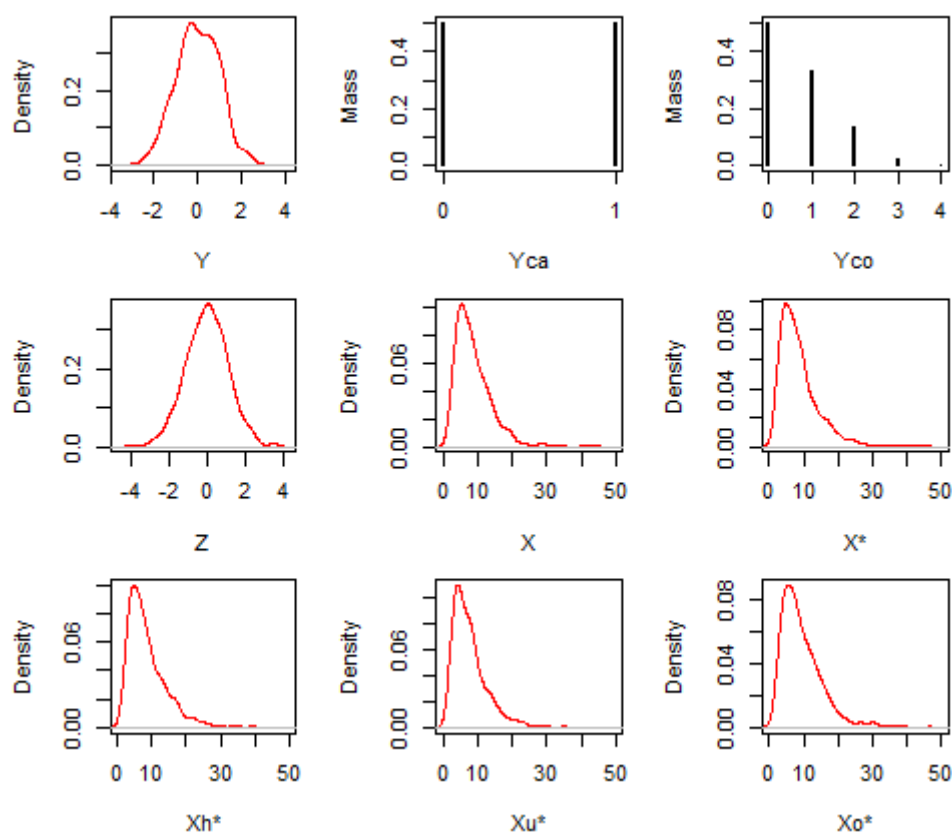 Density
0.0 0.2
-4 -2 0 2 4
Y
Mass
0.0 0.2 0.4
0 1
Yca
Mass
0.0 0.2 0.4
0 1 2 3 4
Yco
Density
0.0 0.2
-4 -2 0 2 4
Z
Density
0.00 0.06
0 10 30 50
X
Density
0.00 0.04 0.08
0 10 30 50
X*
Density
0.00 0.06
0 10 30 50
Xh*
Density
0.00 0.06
0 10 30 50
Xu*
Density
0.00 0.04 0.08
0 10 30 50
Xo*